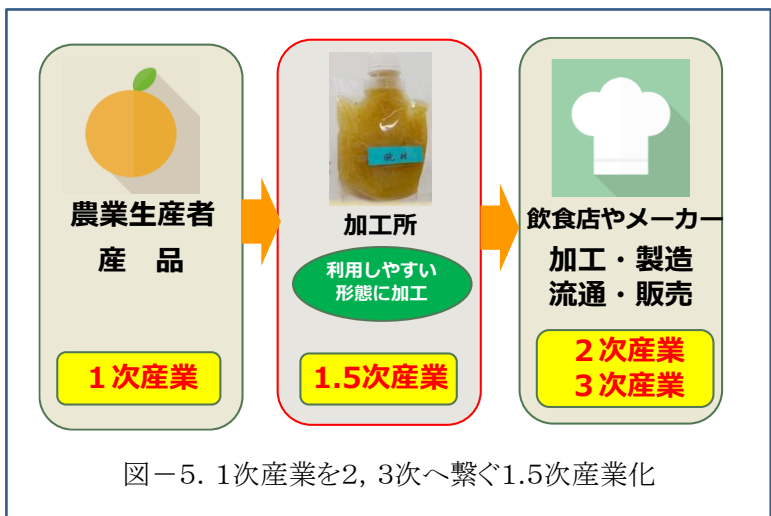 農業生産者
産　品
１次産業
加工所
利用しやすい
形態に加工
1.5次産業
飲食店やメーカー
加工・製造
流通・販売
２次産業
３次産業
図－5. 1次産業を2, 3次へ繋ぐ1.5次産業化